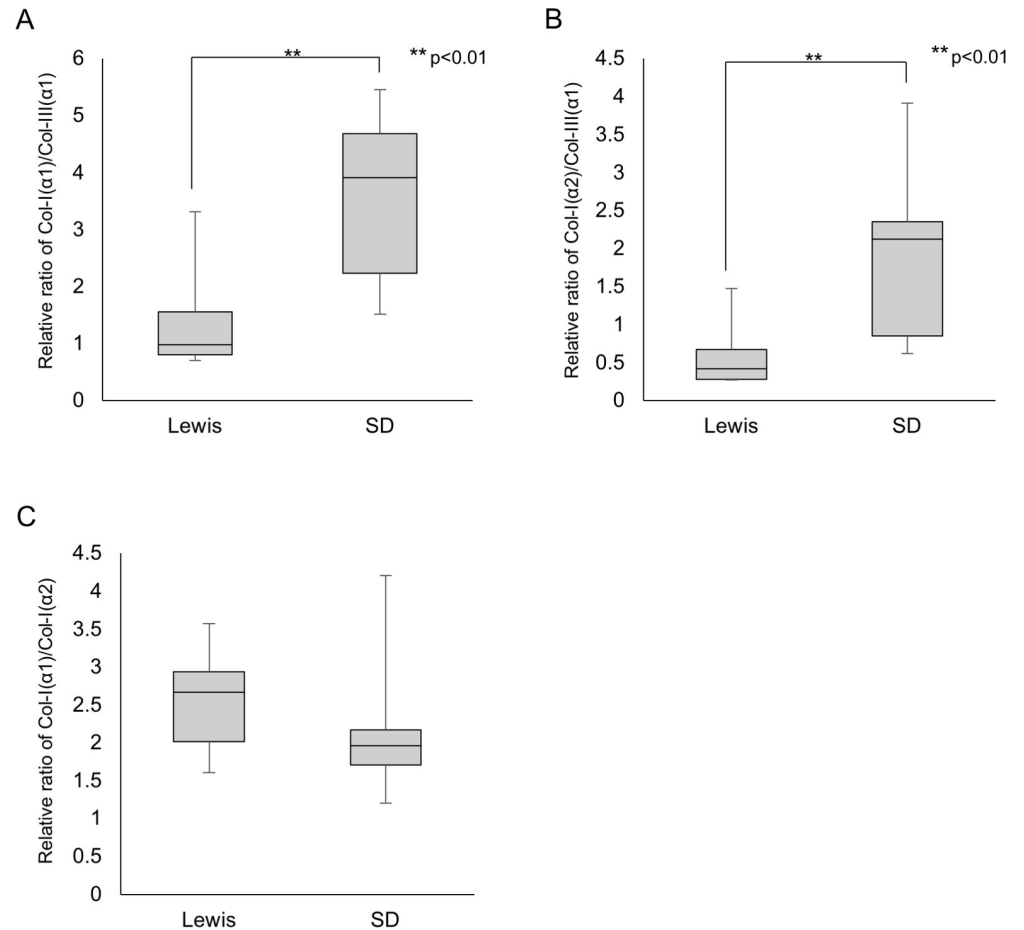 A
Relative ratio of Col-I(α1)/Col-III(α1)
6
5
4
3
2
1
0
**
** p<0.01
Lewis
SD
B
Relative ratio of Col-I(α2)/Col-III(α1)
4.5
4
3.5
3
2.5
2
1.5
1
0.5
0
**
** p<0.01
Lewis
SD
C
Relative ratio of Col-I(α1)/Col-I(α2)
4.5
4
3.5
3
2.5
2
1.5
1
0.5
0
Lewis
SD